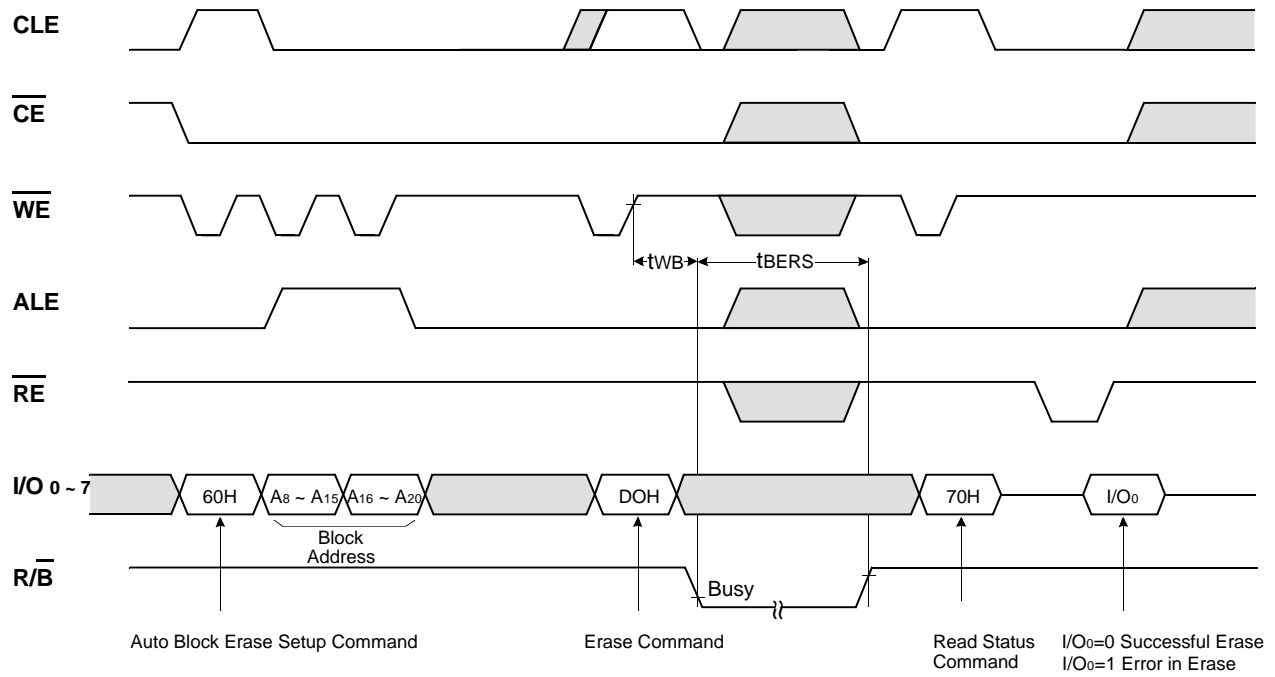 CLE
CE
WE
tWB
tBERS
ALE
RE
I/O 0 ~ 7
60H
A8 ~ A15
A16 ~ A20
DOH
70H
I/O0
Block
Address
R/B
Busy
Auto Block Erase Setup Command
Erase Command
Read Status
Command
I/O0=0 Successful Erase
I/O0=1 Error in Erase